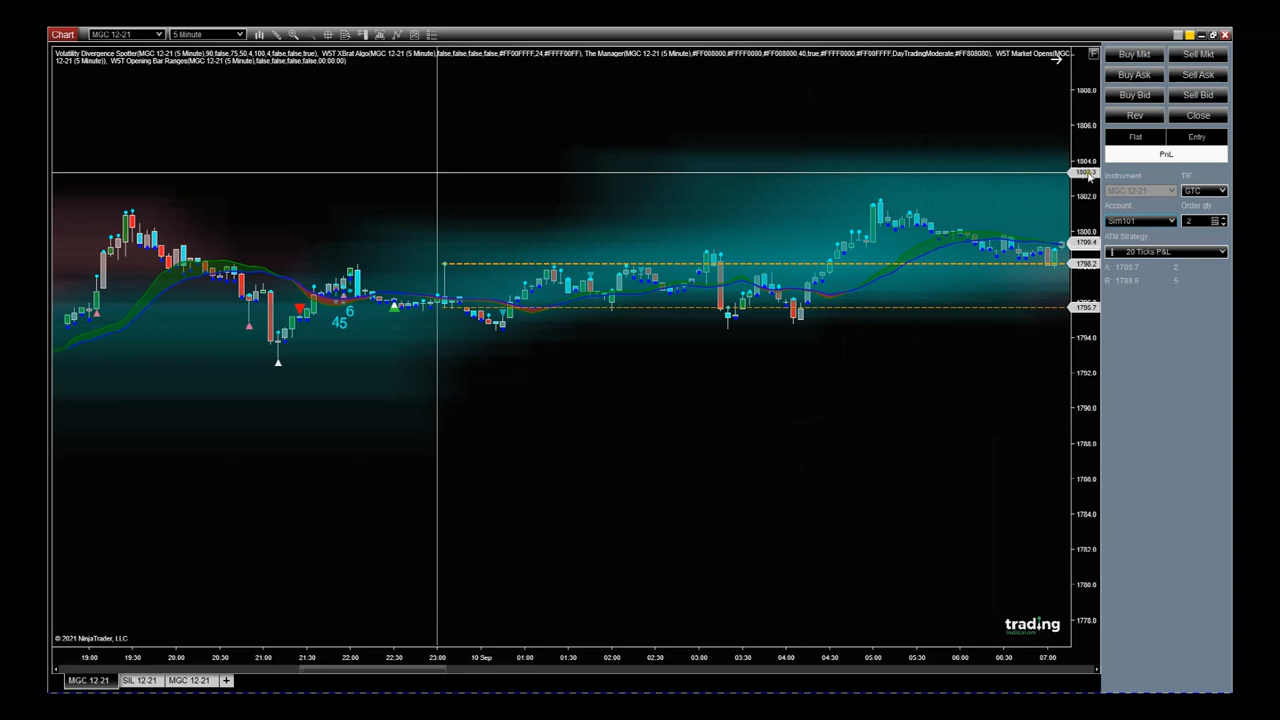 Chart MGC 12-21 5 Minute
Volatility Divergence Spotter(MGC 12-21 (5 Minute),90,false,75,50,4,100,4,false,false,true), W5T XBrat Algo(MGC 12-21 (5 Minute),false,false,false,false,#FF00FFFF,24,#FFFF00FF), The Manager(MGC 12-21 (5 Minute),#FF008000,#FFFF0000,#FF008000,40,true,#FFFF0000,#FF00FFFF,DayTradingModerate,#FF808080), W5T Market Opens(MGC ...
12-21 (5 Minute)), W5T Opening Bar Ranges(MGC 12-21 (5 Minute),false,false,false,false,00:00:00)
Buy Mkt Sell Mkt
Buy Ask Sell Ask
Buy Bid Sell Bid
Rev Close
Flat Entry
PnL
Instrument TIF
MGC 12-21 GTC
Account Order qty
Sim101 2
ATM Strategy
20 Ticks P&L
2
5
F
1808.0
1806.0
1804.0
1802.0
1800.0
1799.4
1798.2
1795.7
1794.0
1792.0
1790.0
1788.0
1786.0
1784.0
1782.0
1780.0
1778.0
6
45
trading
indicators
© 2021 NinjaTrader, LLC
19:00 19:30 20:00 20:30 21:00 21:30 22:00 22:30 23:00 10 Sep 01:00 01:30 02:00 02:30 03:00 03:30 04:00 04:30 05:00 05:30 06:00 06:30 07:00
MGC 12-21 SIL 12-21 MGC 12-21 +